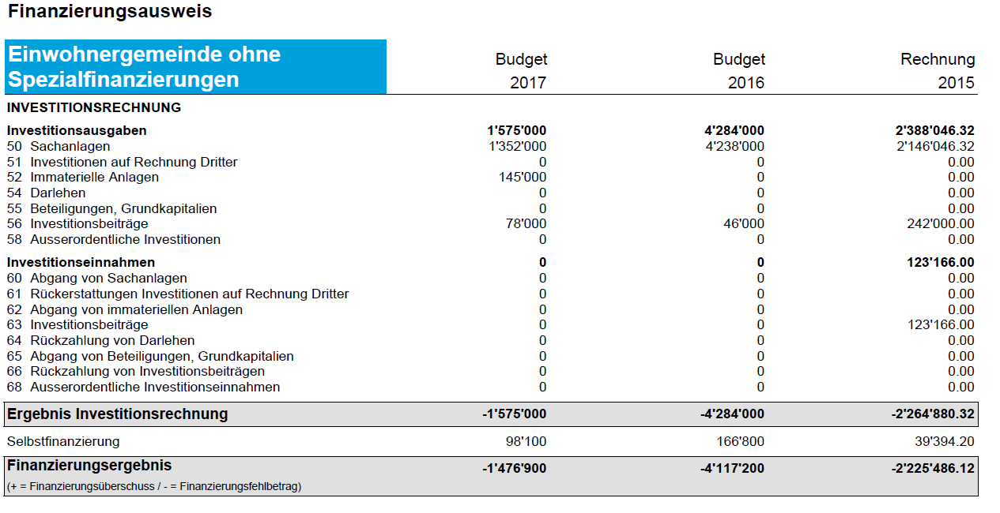 Finanzierungsausweis
Einwohnergemeinde ohne
Spezialfinanzierungen
Budget Budget Rechnung
2017 2016 2015
INVESTITIONSRECHNUNG
Investitionsausgaben 1'575'000 4'284'000 2'388'046.32
50 Sachanlagen 1'352'000 4'238'000 2'146'046.32
51 Investitionen auf Rechnung Dritter 0 0 0.00
52 Immaterielle Anlagen 145'000 0 0.00
54 Darlehen 0 0 0.00
55 Beteiligungen, Grundkapitalien 0 0 0.00
56 Investitionsbeiträge 78'000 46'000 242'000.00
58 Ausserordentliche Investitionen 0 0 0.00
Investitionseinnahmen 0 0 123'166.00
60 Abgang von Sachanlagen 0 0 0.00
61 Rückerstattungen Investitionen auf Rechnung Dritter 0 0 0.00
62 Abgang von immateriellen Anlagen 0 0 0.00
63 Investitionsbeiträge 0 0 123'166.00
64 Rückzahlung von Darlehen 0 0 0.00
65 Abgang von Beteiligungen, Grundkapitalien 0 0 0.00
66 Rückzahlung von Investitionsbeiträgen 0 0 0.00
68 Ausserordentliche Investitionseinnahmen 0 0 0.00
Ergebnis Investitionsrechnung -1'575'000 -4'284'000 -2'264'880.32
Selbstfinanzierung 98'100 166'800 39'394.20
Finanzierungsergebnis -1'476'900 -4'117'200 -2'225'486.12
(+ = Finanzierungsüberschuss / - = Finanzierungsfehlbetrag)